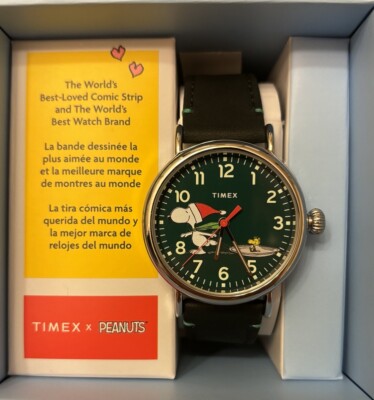 The World's
Best-Loved Comic Strip
and The World's
Best Watch Brand
La bande dessinée la
plus aimée au monde
et la meilleure marque
de montres au monde
La tira cómica más
querida del mundo y
la mejor marca de
relojes del mundo
TIMEX x PEANUTS
TIMEX
12
1
2
3
4
5
6
7
8
9
10
11